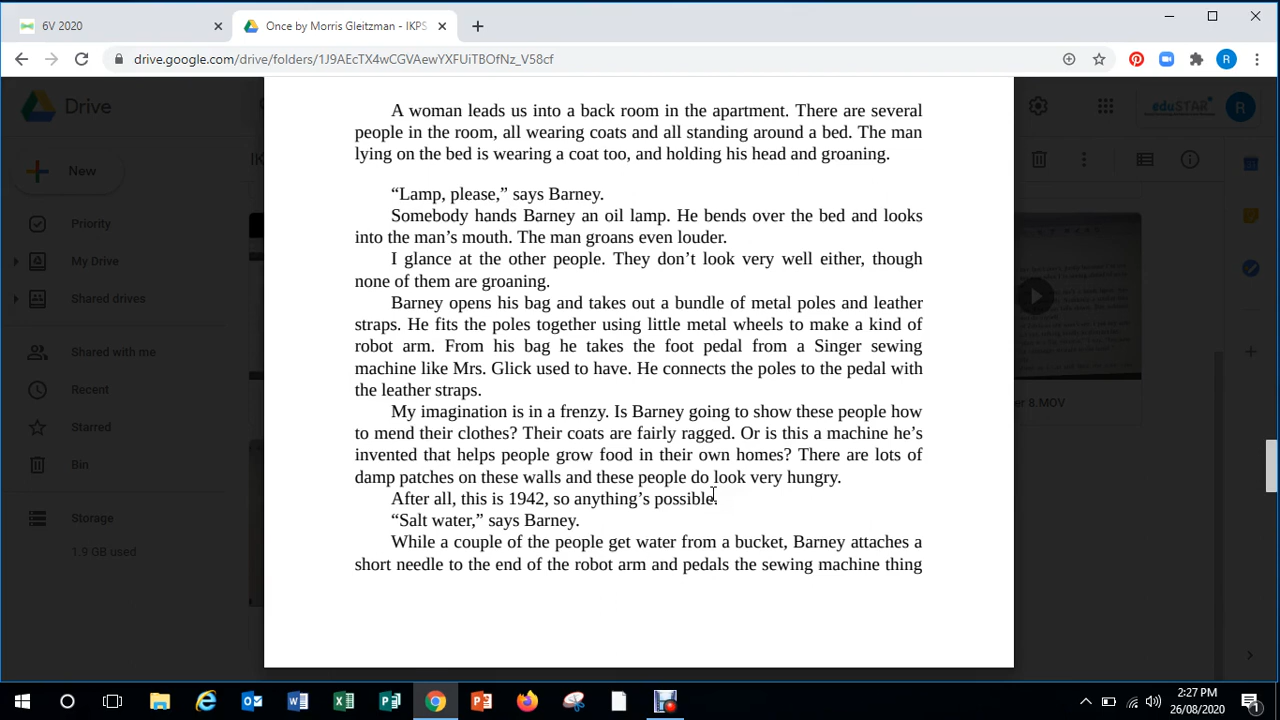 6V 2020
Once by Morris Gleitzman - IKPS
drive.google.com/drive/folders/1J9AEcTX4wCGVAewYXFUiTBOfNz_V58cf
R
Drive
eduSTAR
R
New
Priority
My Drive
Shared drives
Shared with me
Recent
Starred
Bin
Storage
1.9 GB used
er 8.MOV
A woman leads us into a back room in the apartment. There are several
people in the room, all wearing coats and all standing around a bed. The man
lying on the bed is wearing a coat too, and holding his head and groaning.
“Lamp, please,” says Barney.
Somebody hands Barney an oil lamp. He bends over the bed and looks
into the man’s mouth. The man groans even louder.
I glance at the other people. They don’t look very well either, though
none of them are groaning.
Barney opens his bag and takes out a bundle of metal poles and leather
straps. He fits the poles together using little metal wheels to make a kind of
robot arm. From his bag he takes the foot pedal from a Singer sewing
machine like Mrs. Glick used to have. He connects the poles to the pedal with
the leather straps.
My imagination is in a frenzy. Is Barney going to show these people how
to mend their clothes? Their coats are fairly ragged. Or is this a machine he’s
invented that helps people grow food in their own homes? There are lots of
damp patches on these walls and these people do look very hungry.
After all, this is 1942, so anything’s possible.
“Salt water,” says Barney.
While a couple of the people get water from a bucket, Barney attaches a
short needle to the end of the robot arm and pedals the sewing machine thing
2:27 PM
26/08/2020